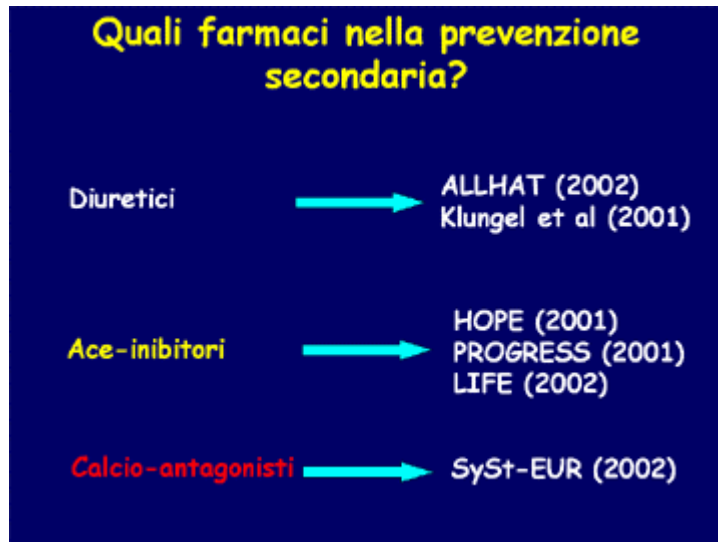 Quali farmaci nella prevenzione
secondaria?
Diuretici
ALLHAT (2002)
Klungel et al (2001)
Ace-inibitori
HOPE (2001)
PROGRESS (2001)
LIFE (2002)
Calcio-antagonisti
SySt-EUR (2002)